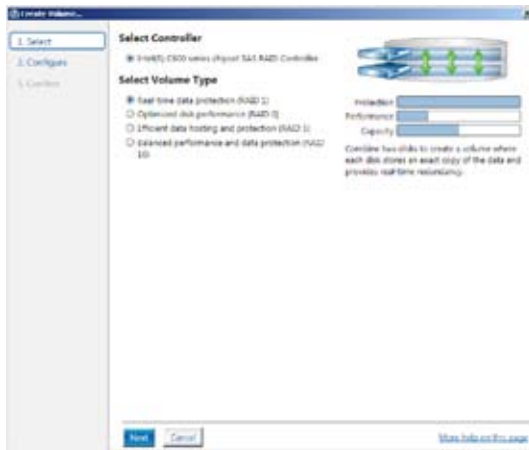 Create Volume...
1. Select
2. Configure
3. Confirm
Select Controller
Intel(R) C600 series chipset SAS RAID Controller
Select Volume Type
Real-time data protection (RAID 1)
Optimized disk performance (RAID 0)
Efficient data hosting and protection (RAID 5)
Balanced performance and data protection (RAID
10)
Protection
Performance
Capacity
Combine two disks to create a volume where
each disk stores an exact copy of the data and
provides real-time redundancy.
Next
Cancel
More help on this page